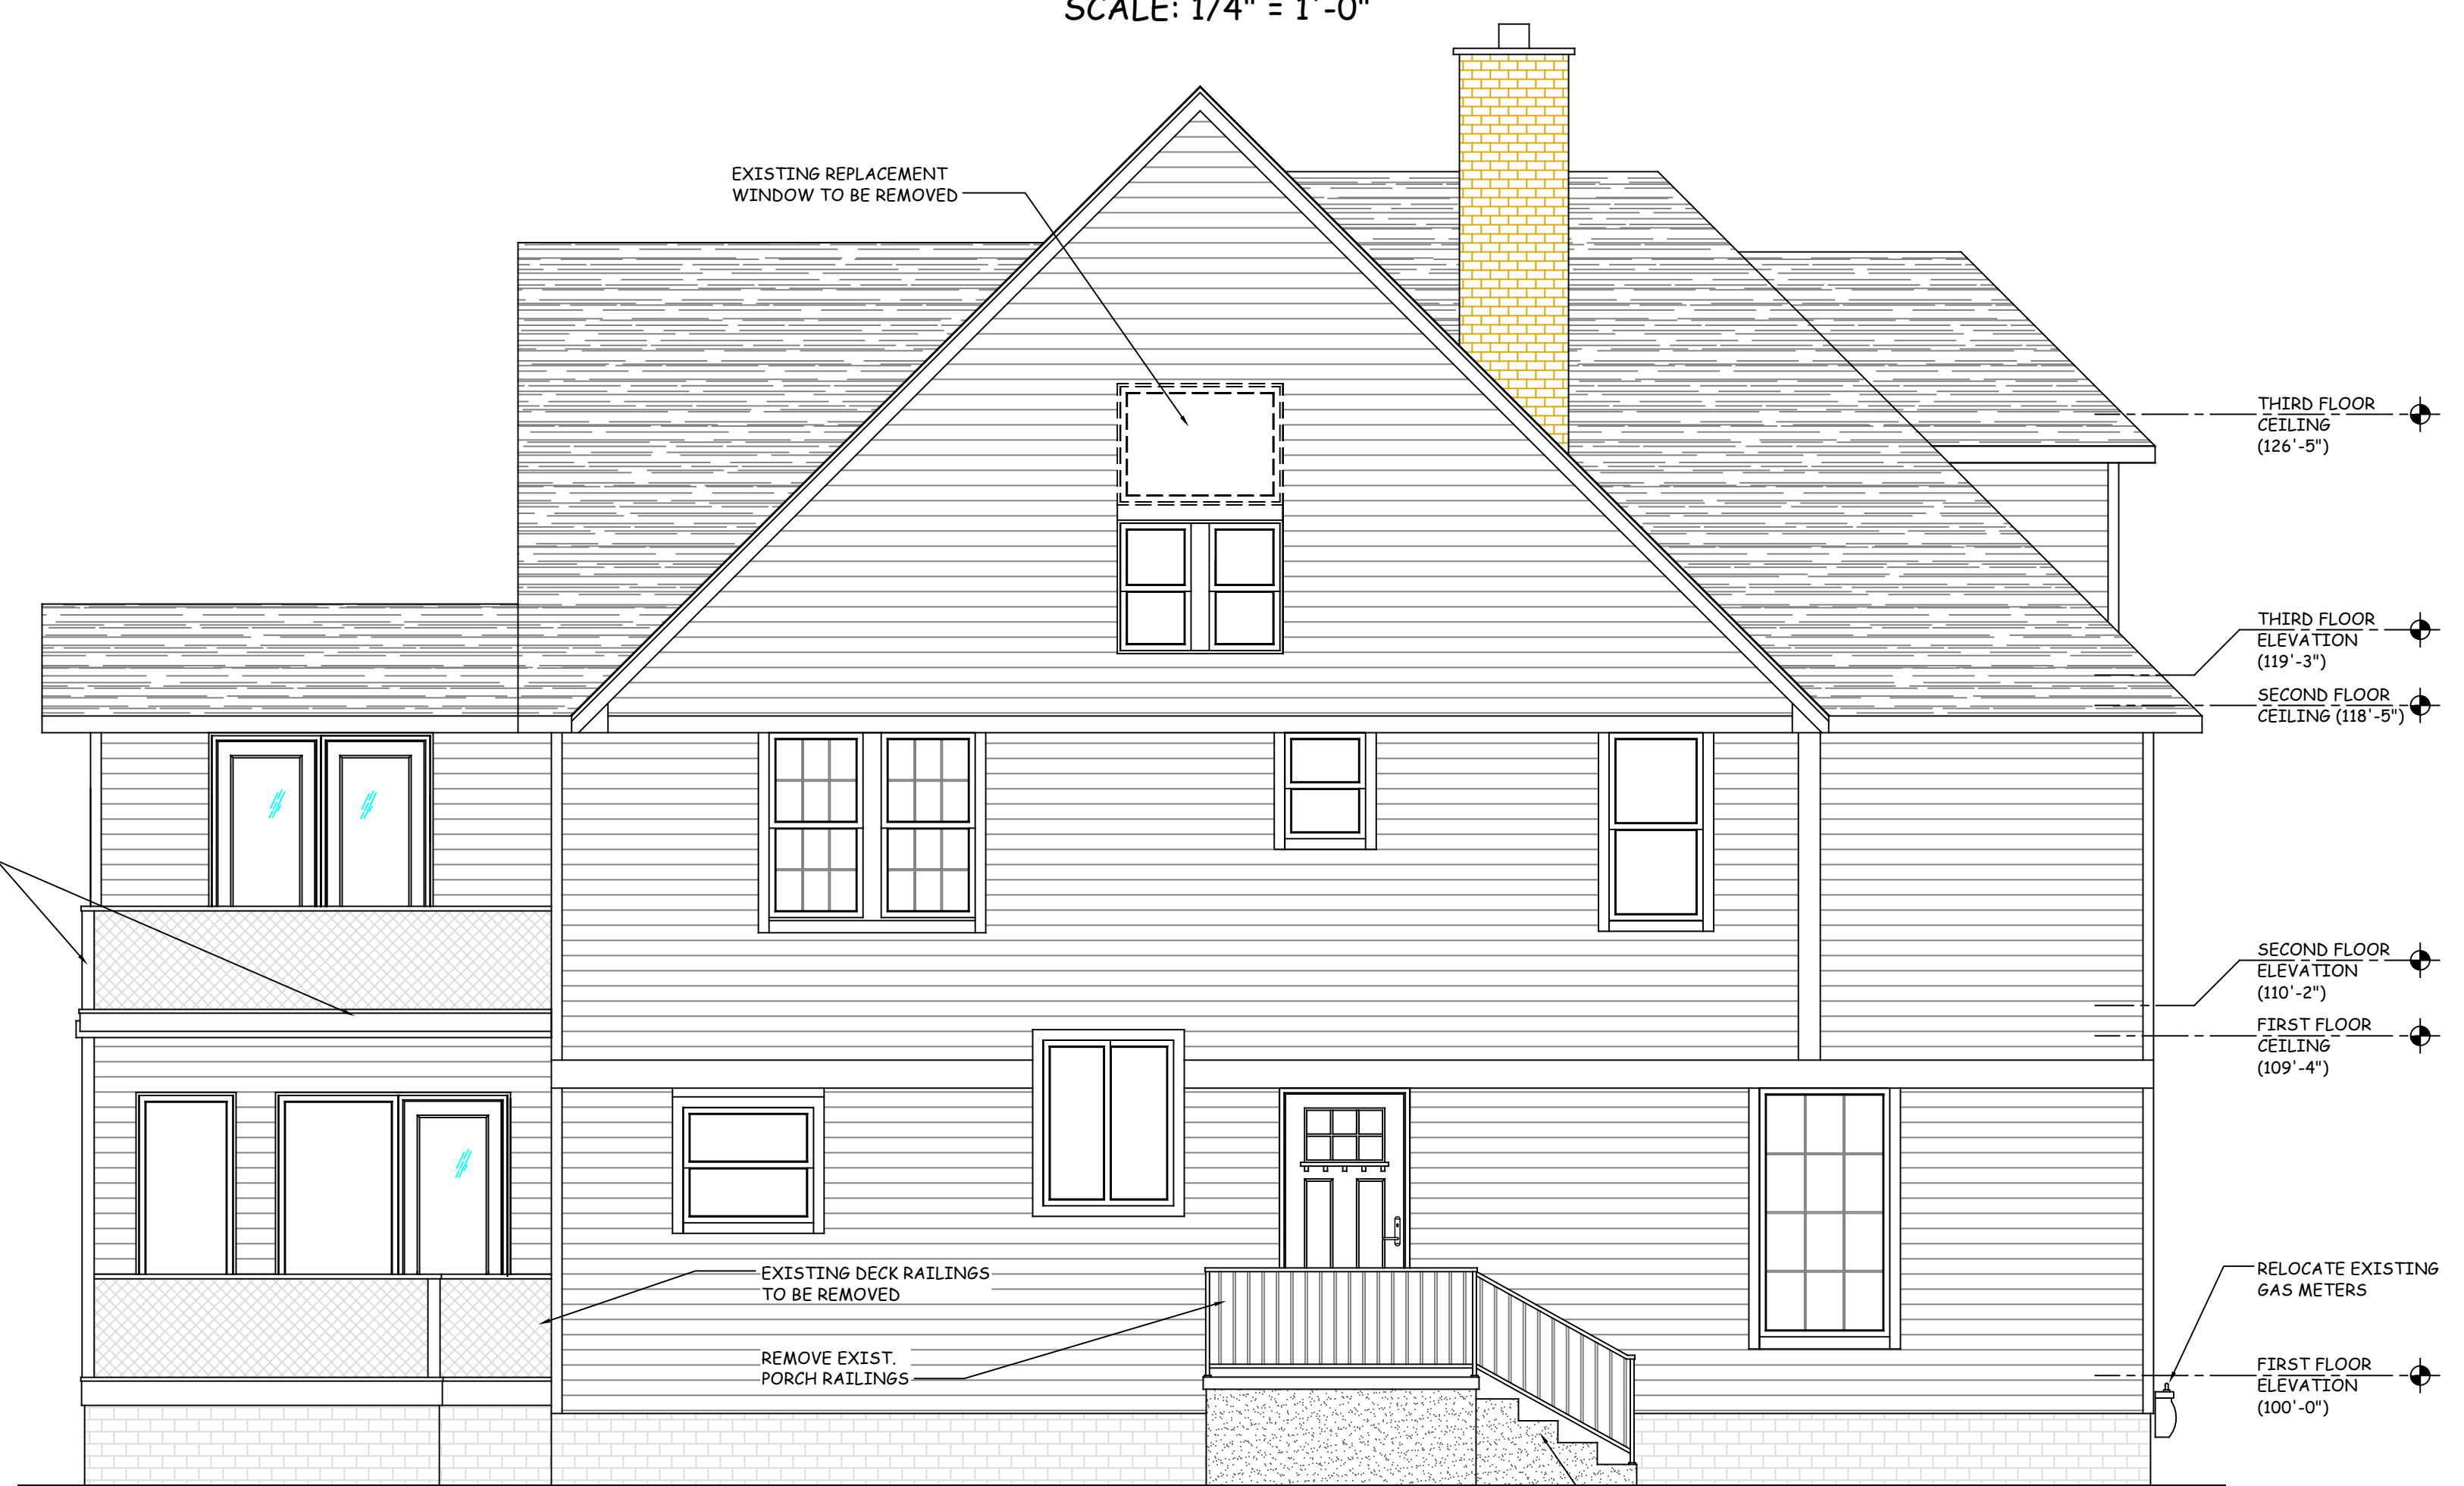 SCALE: 1/4" = 1'-0"
EXISTING REPLACEMENT
WINDOW TO BE REMOVED
THIRD FLOOR
CEILING
(126'-5")
THIRD FLOOR
ELEVATION
(119'-3")
SECOND FLOOR
CEILING (118'-5")
SECOND FLOOR
ELEVATION
(110'-2")
FIRST FLOOR
CEILING
(109'-4")
EXISTING DECK RAILINGS
TO BE REMOVED
RELOCATE EXISTING
GAS METERS
REMOVE EXIST.
PORCH RAILINGS
FIRST FLOOR
ELEVATION
(100'-0")